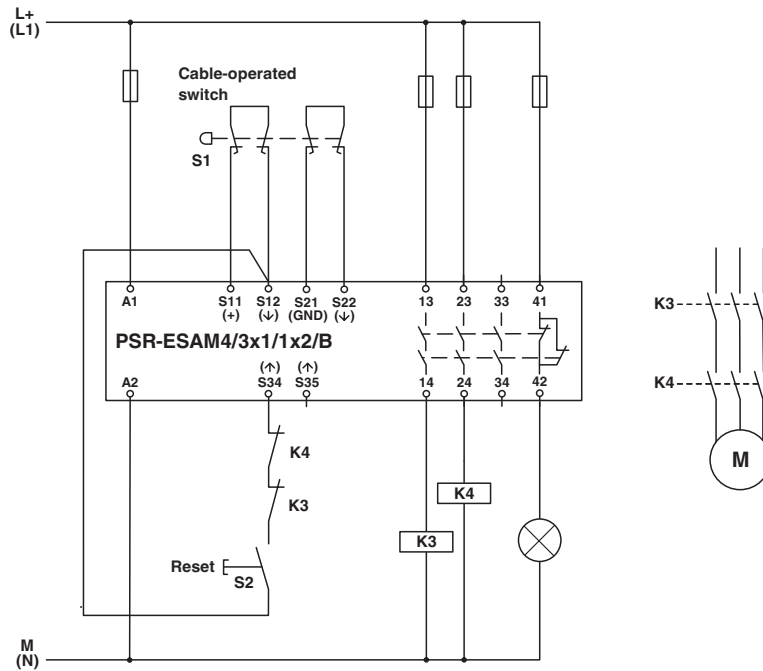 L+
(L1)
Cable-operated
switch
S1
A1
S11
(+)
S12
(↓)
S21
(GND)
S22
(↓)
13
23
33
41
PSR-ESAM4/3x1/1x2/B
A2
(↑)
S34
(↑)
S35
14
24
34
42
K4
K3
Reset
S2
K3
K4
M
(N)
K3
K4
M